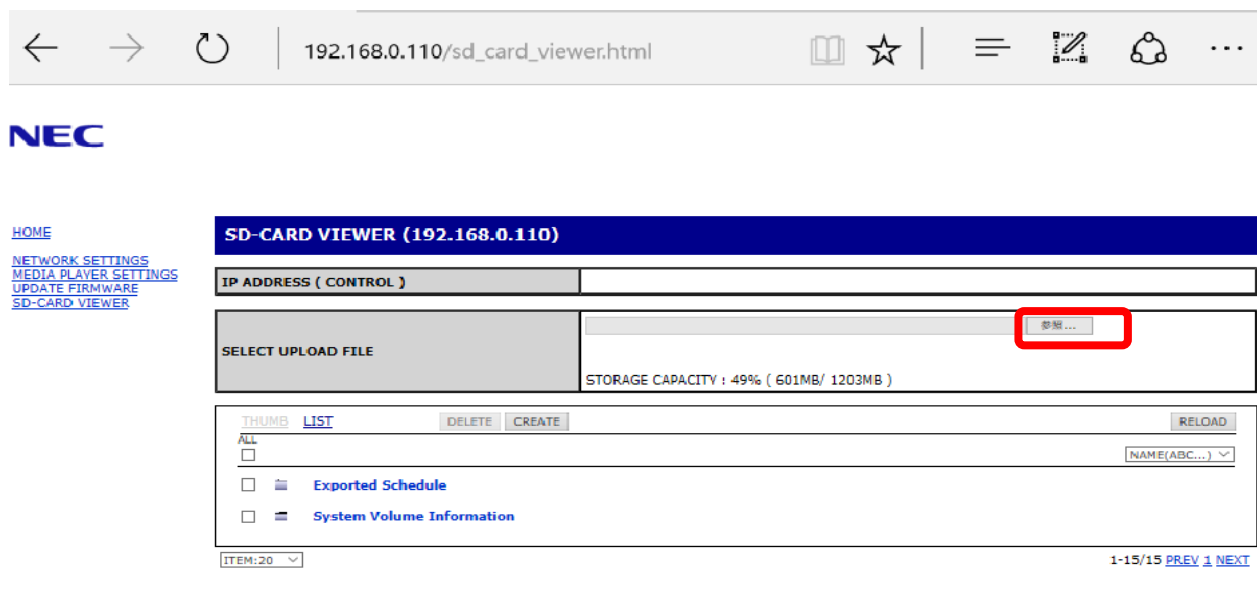 192.168.0.110/sd_card_viewer.html
NEC
HOME
NETWORK SETTINGS
MEDIA PLAYER SETTINGS
UPDATE FIRMWARE
SD-CARD VIEWER
SD-CARD VIEWER (192.168.0.110)
IP ADDRESS ( CONTROL )
SELECT UPLOAD FILE
参照...
STORAGE CAPACITY : 49% ( 601MB/ 1203MB )
THUMB LIST DELETE CREATE RELOAD
ALL
NAME(ABC...)
Exported Schedule
System Volume Information
ITEM:20 1-15/15 PREV 1 NEXT